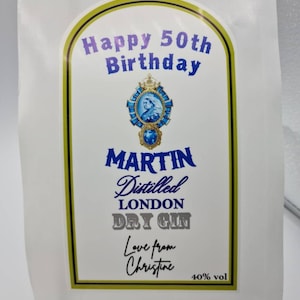 Happy 50th
Birthday
MARTIN
Distilled
LONDON
DRY GIN
Love from
Christine
40% vol